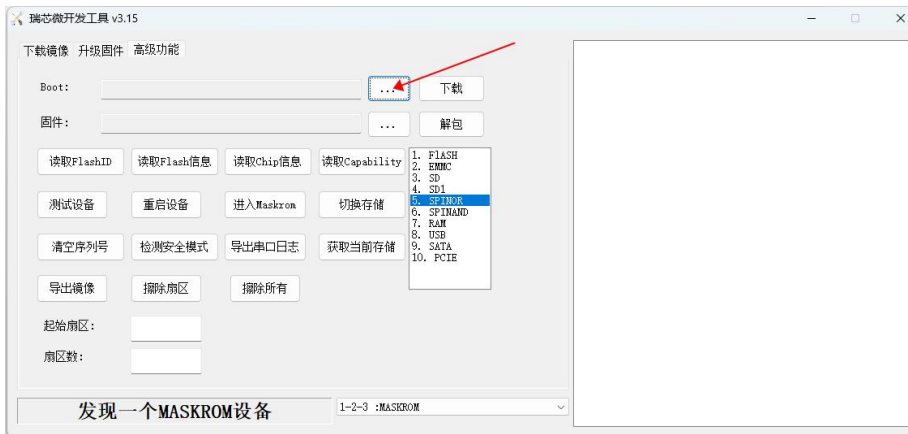 瑞芯微开发工具 v3.15
下载镜像 升级固件 高级功能
Boot: ... 下载
固件: ... 解包
读取FlashID 读取Flash信息 读取Chip信息 读取Capability
测试设备 重启设备 进入Maskrom 切换存储
清空序列号 检测安全模式 导出串口日志 获取当前存储
1. FlASH
2. EMMC
3. SD
4. SD1
5. SPINOR
6. SPINAND
7. RAM
8. USB
9. SATA
10. PCIE
导出镜像 擦除扇区 擦除所有
起始扇区:
扇区数:
发现一个MASKROM设备 1-2-3 :MASKROM